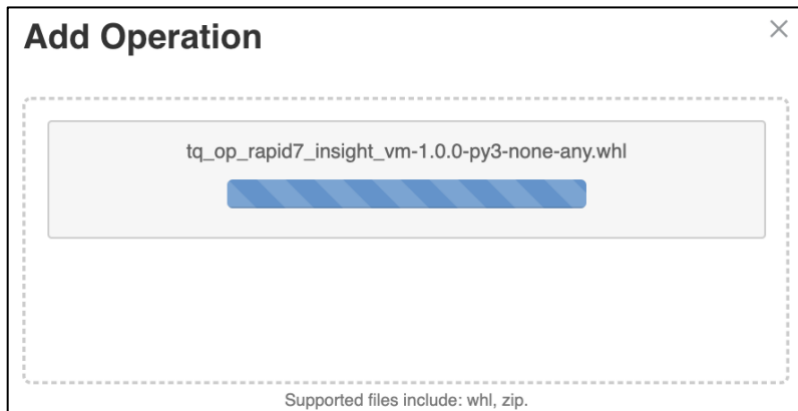 Add Operation
tq_op_rapid7_insight_vm-1.0.0-py3-none-any.whl
Supported files include: whl, zip.